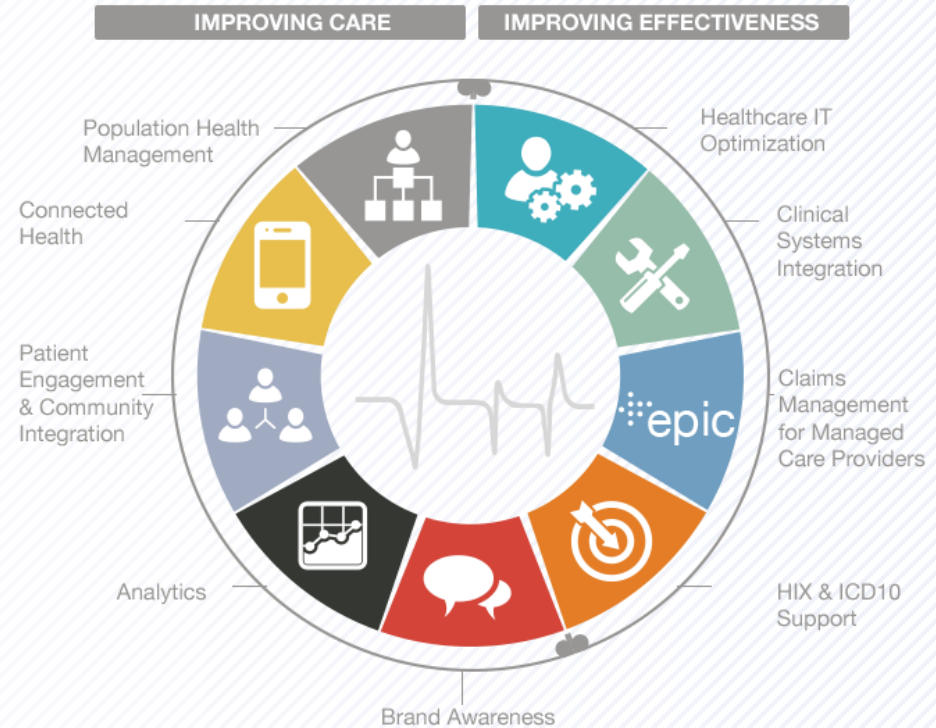 IMPROVING CARE
IMPROVING EFFECTIVENESS
Population Health
Management
Healthcare IT
Optimization
Connected
Health
Clinical
Systems
Integration
Patient
Engagement
& Community
Integration
epic
Claims
Management
for Managed
Care Providers
Analytics
HIX & ICD10
Support
Brand Awareness